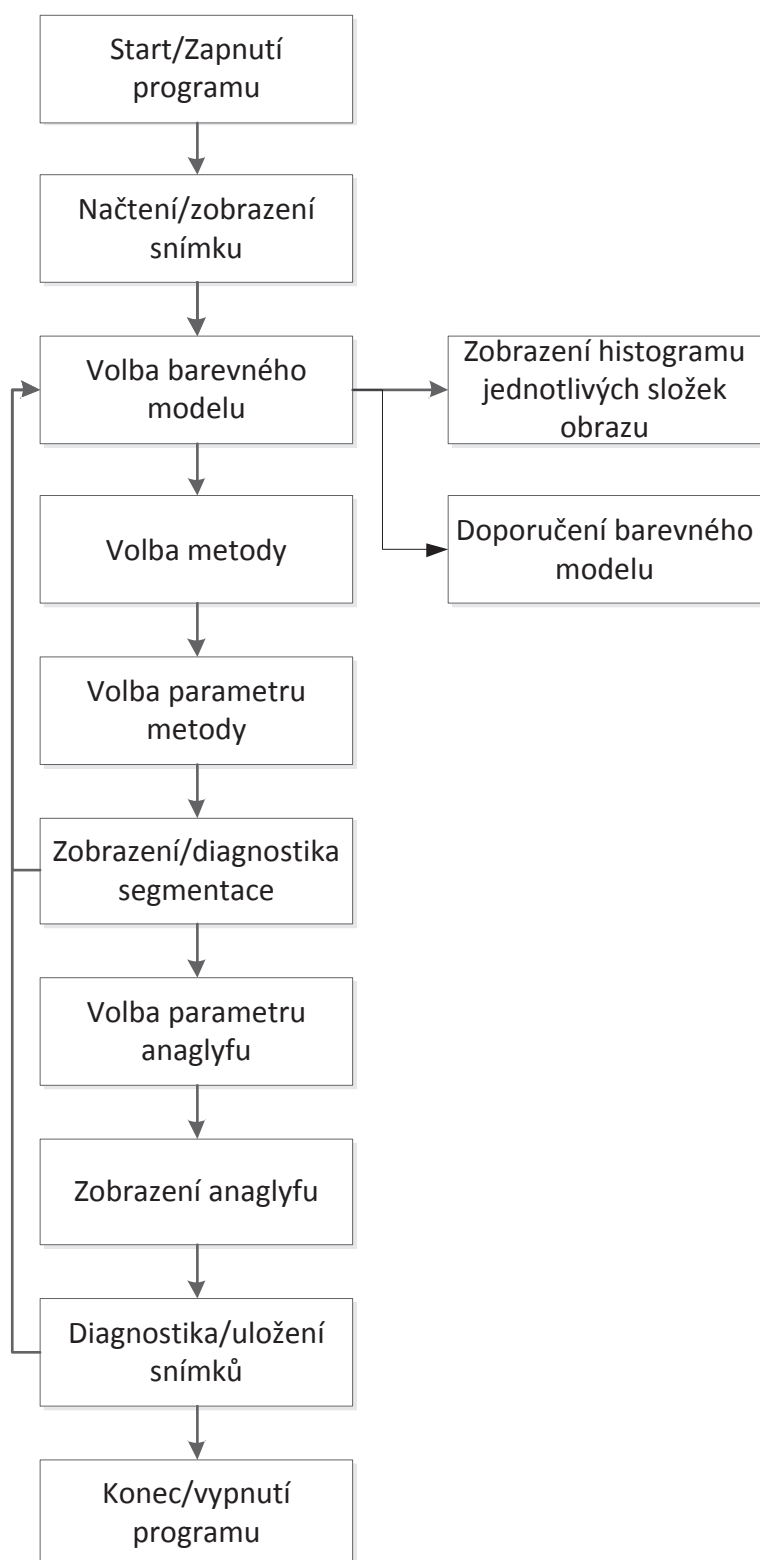 Start/Zapnutí
programu
Načtení/zobrazení
snímku
Volba barevného
modelu
Zobrazení histogramu
jednotlivých složek
obrazu
Volba metody
Doporučení barevného
modelu
Volba parametru
metody
Zobrazení/diagnostika
segmentace
Volba parametru
anaglyfu
Zobrazení anaglyfu
Diagnostika/uložení
snímků
Konec/vypnutí
programu